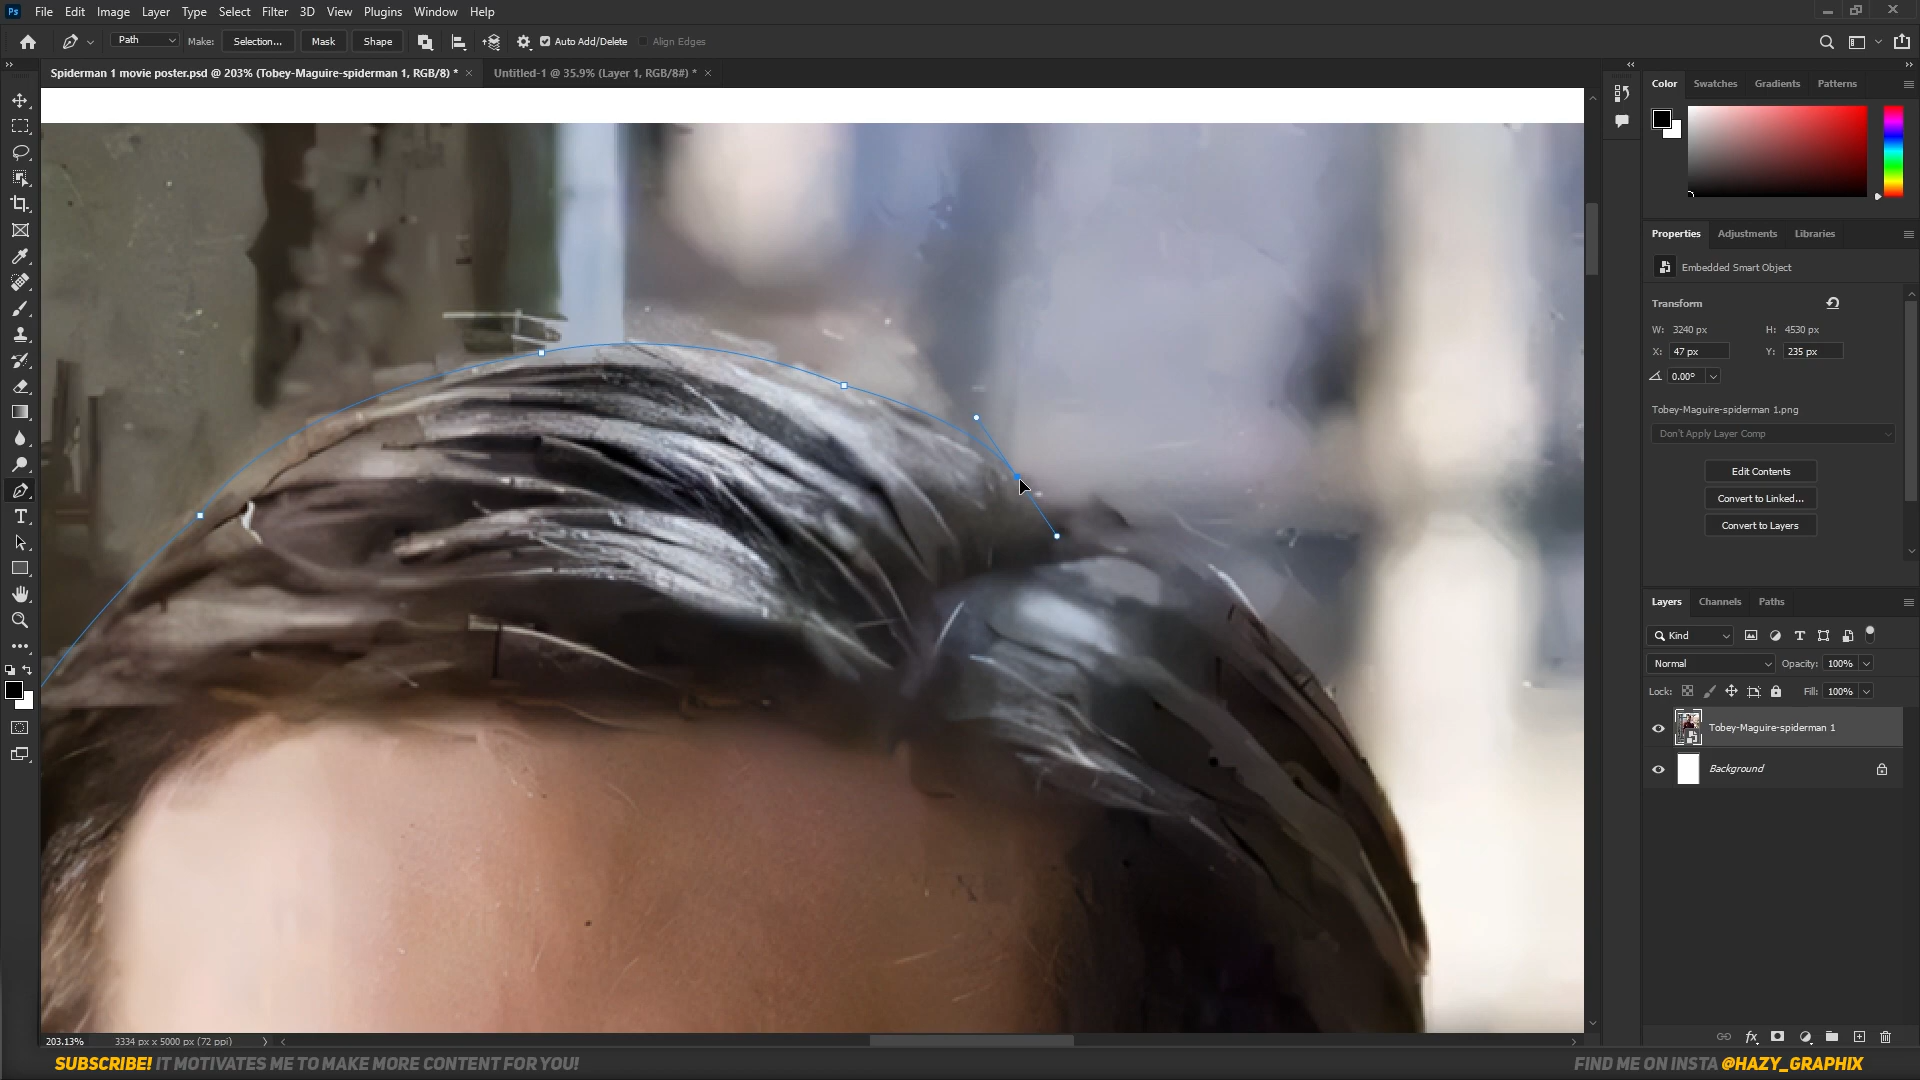 Ps File Edit Image Layer Type Select Filter 3D View Plugins Window Help
Path Make: Selection... Mask Shape Auto Add/Delete Align Edges
Spiderman 1 movie poster.psd @ 203% (Tobey-Maguire-spiderman 1, RGB/8) * × Untitled-1 @ 35.9% (Layer 1, RGB/8#) * ×
Color Swatches Gradients Patterns
Properties Adjustments Libraries
Embedded Smart Object
Transform
W: 3240 px H: 4530 px
X: 47 px Y: 235 px
0.00°
Tobey-Maguire-spiderman 1.png
Don't Apply Layer Comp
Edit Contents
Convert to Linked...
Convert to Layers
Layers Channels Paths
Kind
Normal Opacity: 100%
Lock: Fill: 100%
Tobey-Maguire-spiderman 1
Background
203.13% 3334 px x 5000 px (72 ppi)
SUBSCRIBE! IT MOTIVATES ME TO MAKE MORE CONTENT FOR YOU! FIND ME ON INSTA @HAZY_GRAPHIX